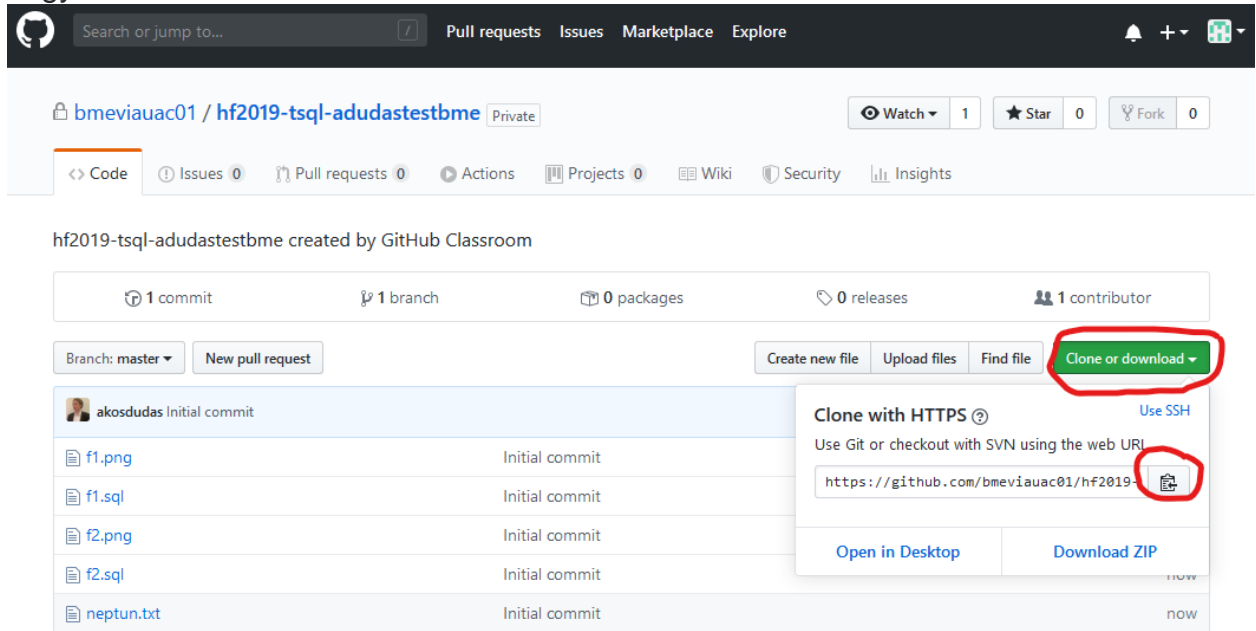 Search or jump to... / Pull requests Issues Marketplace Explore
bmeviauac01 / hf2019-tsql-adudastestbme Private Watch 1 Star 0 Fork 0
Code Issues 0 Pull requests 0 Actions Projects 0 Wiki Security Insights
hf2019-tsql-adudastestbme created by GitHub Classroom
1 commit 1 branch 0 packages 0 releases 1 contributor
Branch: master New pull request Create new file Upload files Find file Clone or download
akosdudas Initial commit
Clone with HTTPS Use SSH
Use Git or checkout with SVN using the web URL
https://github.com/bmeviauac01/hf2019-
Open in Desktop Download ZIP
f1.png Initial commit
f1.sql Initial commit
f2.png Initial commit
f2.sql Initial commit
neptun.txt Initial commit now